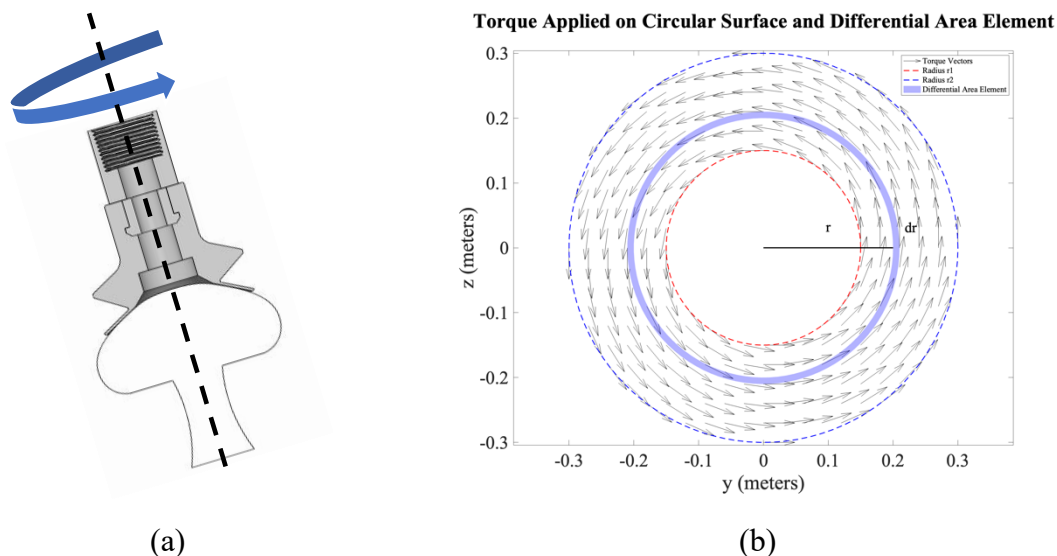 Torque Applied on Circular Surface and Differential Area Element
0.3
0.2
0.1
0
-0.1
-0.2
-0.3
z (meters)
Torque Vectors
Radius r1
Radius r2
Differential Area Element
r
dr
-0.3
-0.2
-0.1
0
0.1
0.2
0.3
y (meters)
(a)
(b)